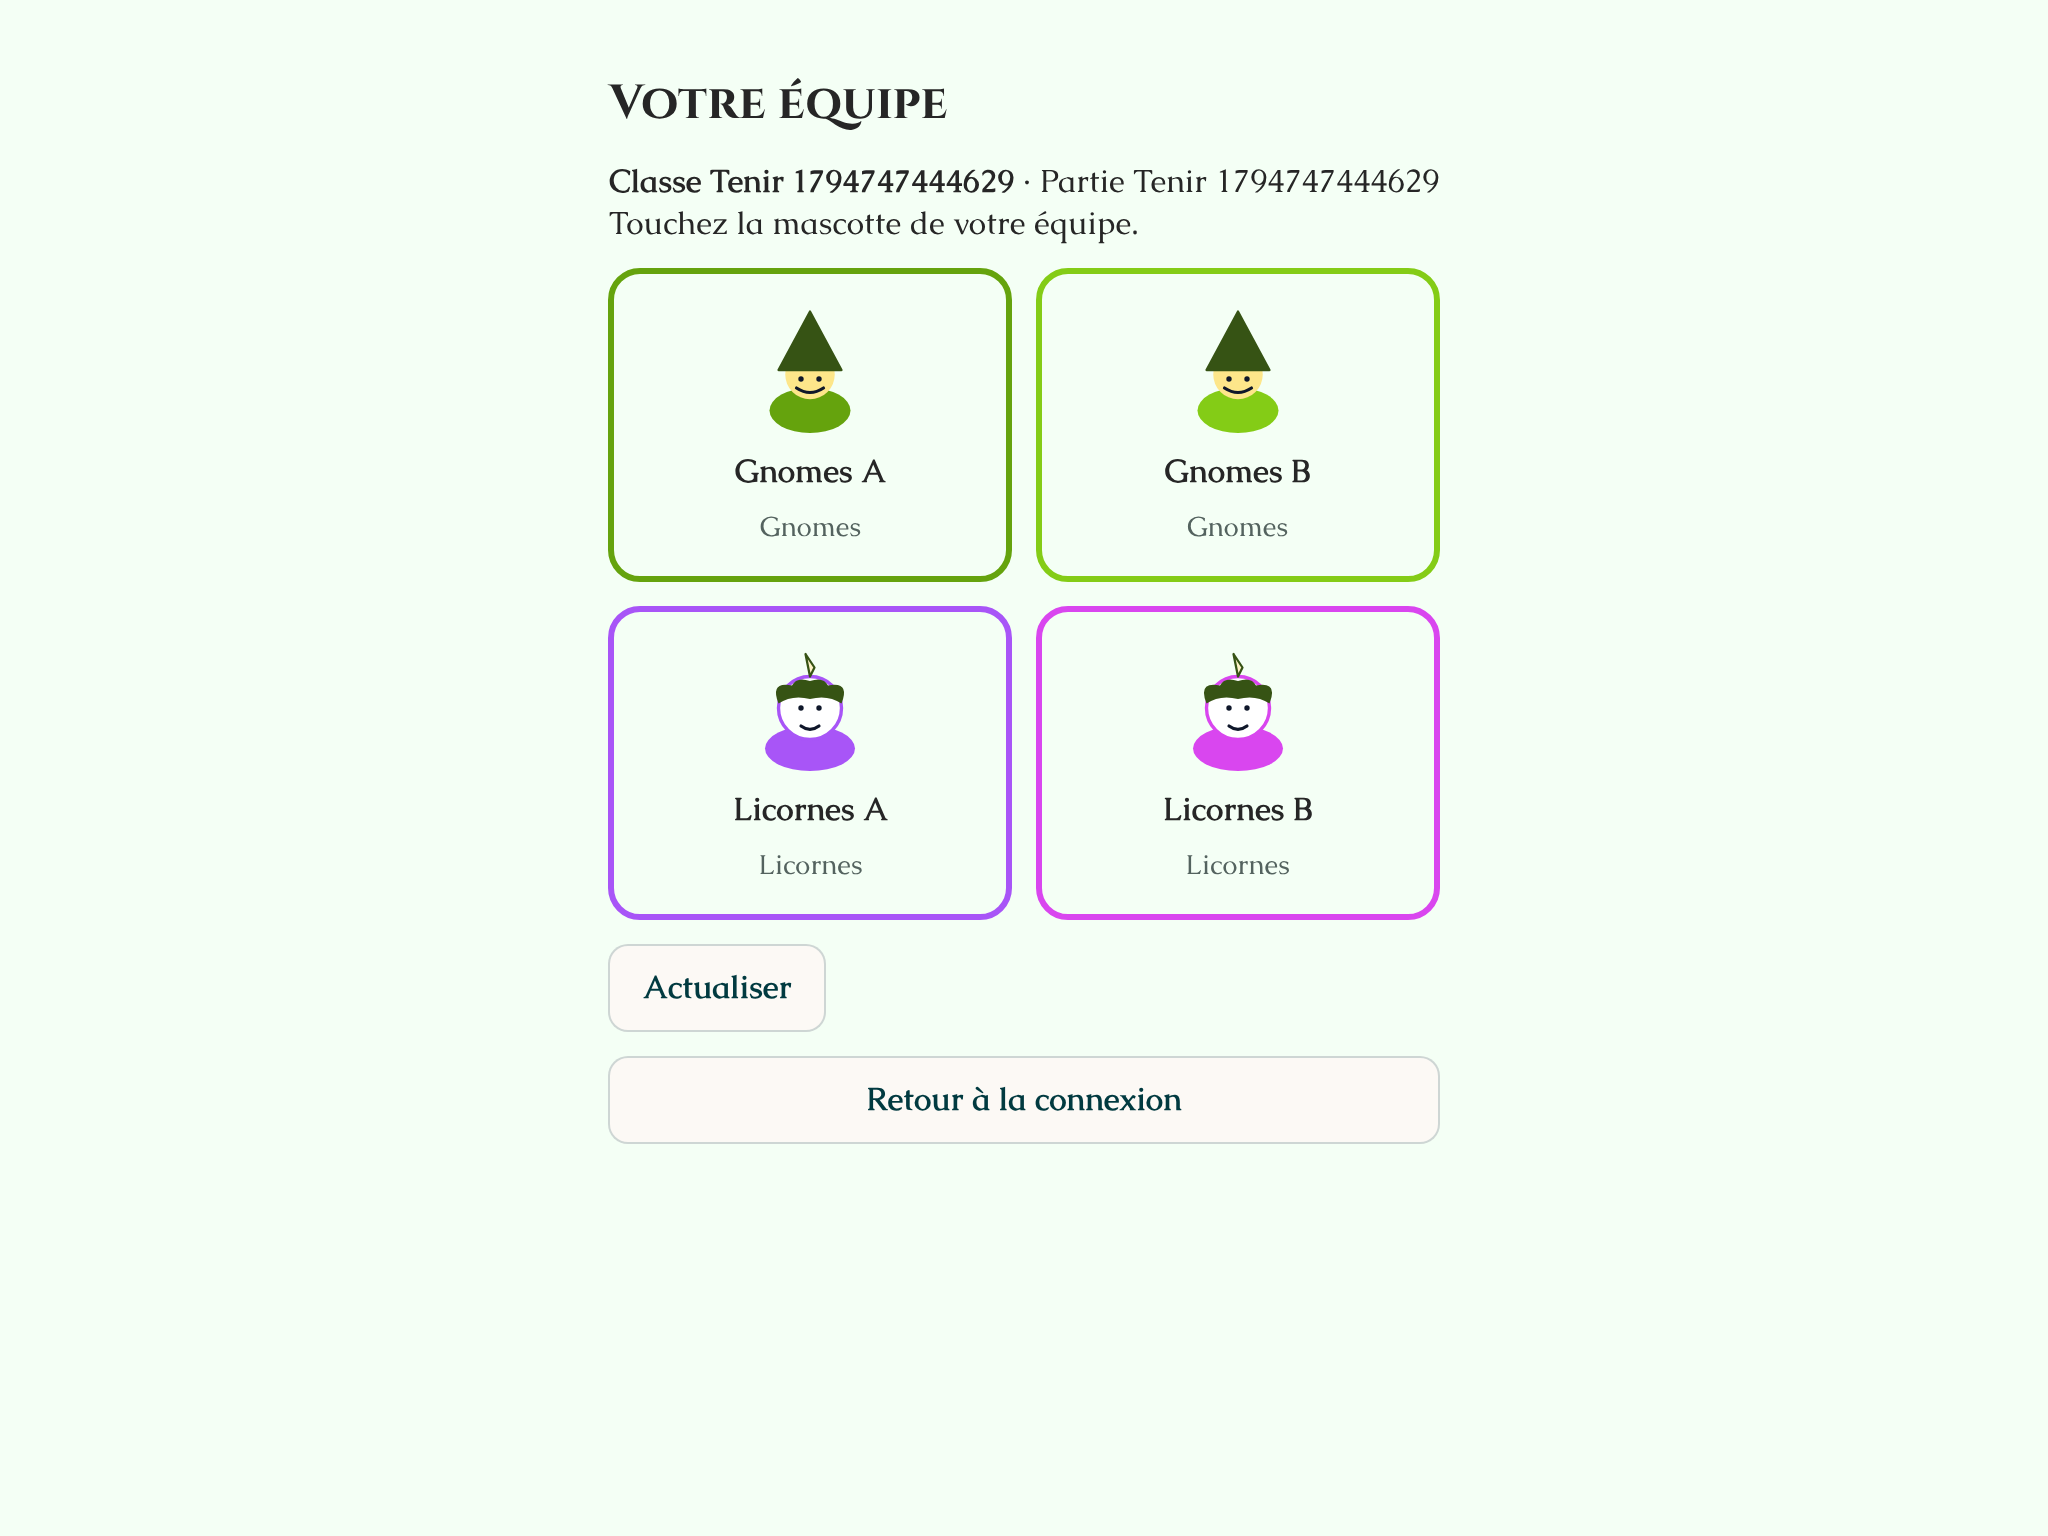 Votre équipe
Classe Tenir 1794747444629 · Partie Tenir 1794747444629
Touchez la mascotte de votre équipe.
Gnomes A
Gnomes
Gnomes B
Gnomes
Licornes A
Licornes
Licornes B
Licornes
Actualiser
Retour à la connexion